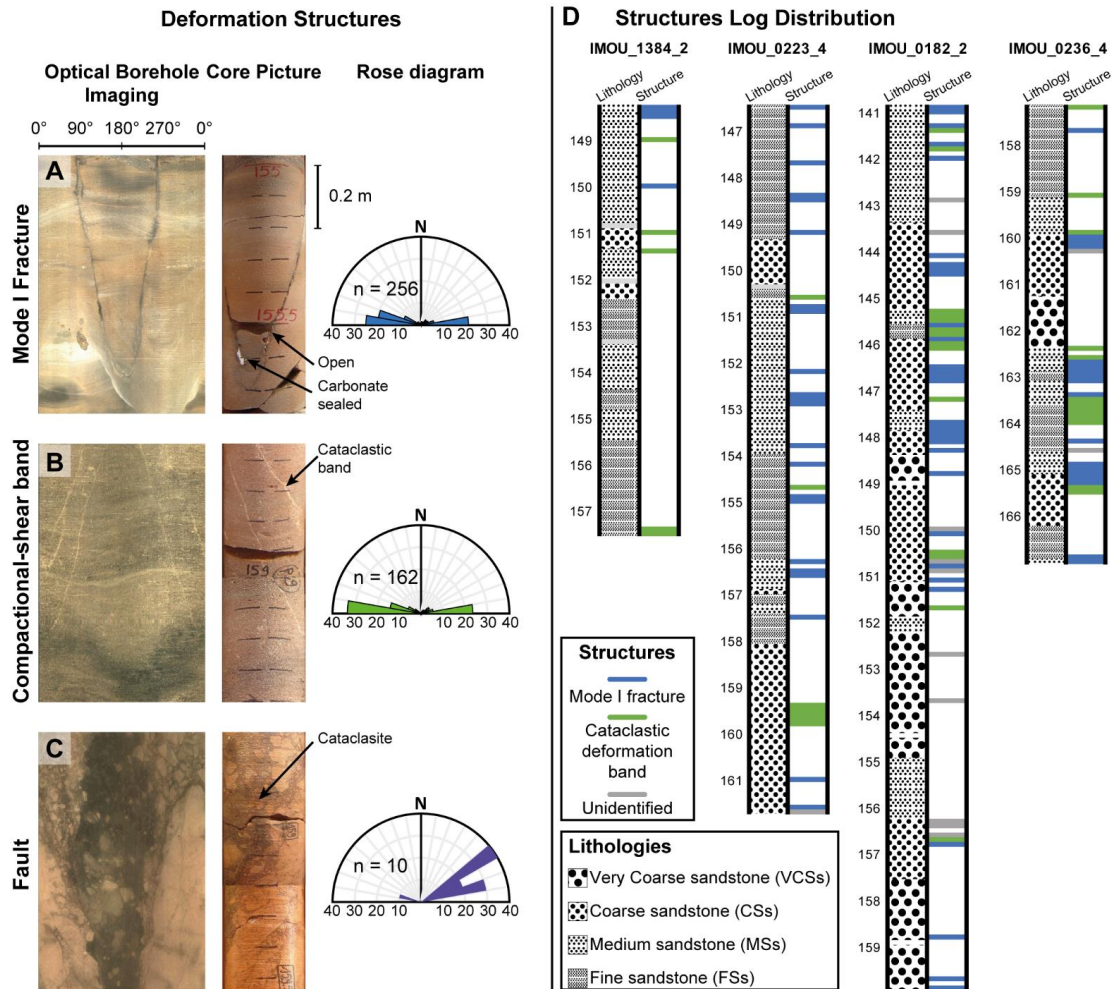 Deformation Structures
Optical Borehole Imaging
Core Picture
Rose diagram
0° 90° 180° 270° 0°
Mode I Fracture
A
155
155.5
0.2 m
Open
Carbonate
sealed
N
n = 256
40 30 20 10 10 20 30 40
Compactional-shear band
B
159
Cataclastic
band
N
n = 162
40 30 20 10 10 20 30 40
Fault
C
Cataclasite
N
n = 10
40 30 20 10 10 20 30 40
D Structures Log Distribution
IMOU_1384_2
Lithology Structure
149
150
151
152
153
154
155
156
157
IMOU_0223_4
Lithology Structure
147
148
149
150
151
152
153
154
155
156
157
158
159
160
161
IMOU_0182_2
Lithology Structure
141
142
143
144
145
146
147
148
149
150
151
152
153
154
155
156
157
158
159
IMOU_0236_4
Lithology Structure
158
159
160
161
162
163
164
165
166
Structures
Mode I fracture
Cataclastic
deformation
band
Unidentified
Lithologies
Very Coarse sandstone (VCSs)
Coarse sandstone (CSs)
Medium sandstone (MSs)
Fine sandstone (FSs)